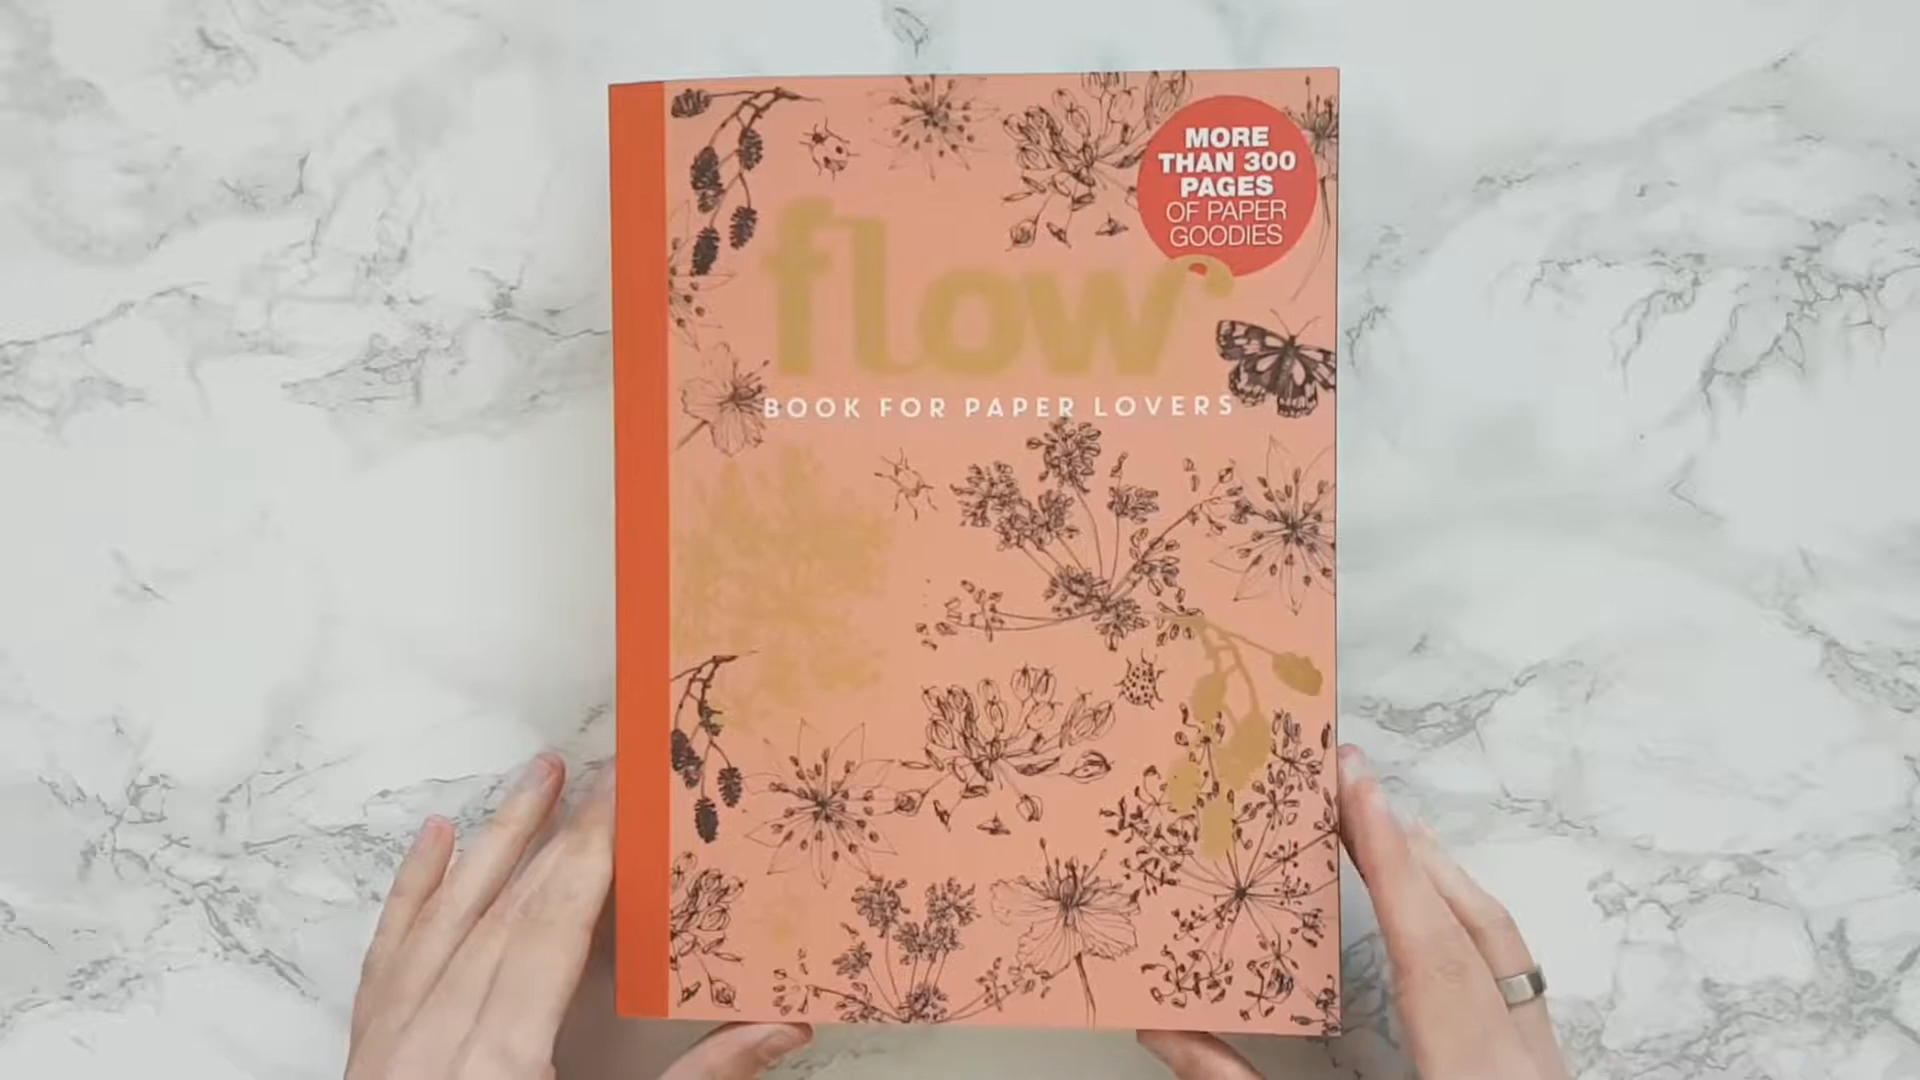 MORE
THAN 300
PAGES
OF PAPER
GOODIES
flow
BOOK FOR PAPER LOVERS